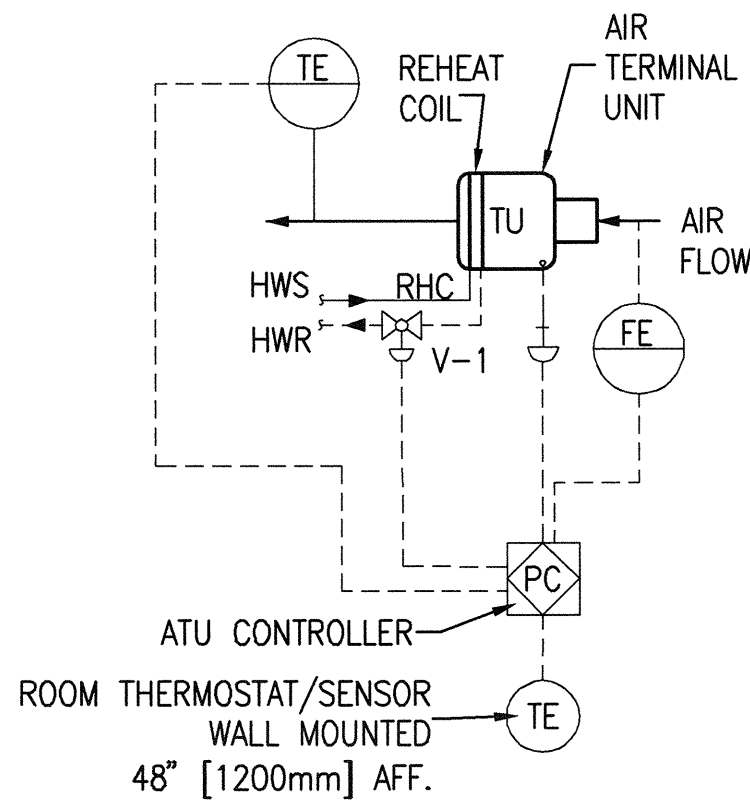 TE
REHEAT
COIL
AIR
TERMINAL
UNIT
TU
AIR
FLOW
HWS
RHC
HWR
V-1
FE
PC
ATU CONTROLLER
ROOM THERMOSTAT/SENSOR
WALL MOUNTED
48" [1200mm] AFF.
TE